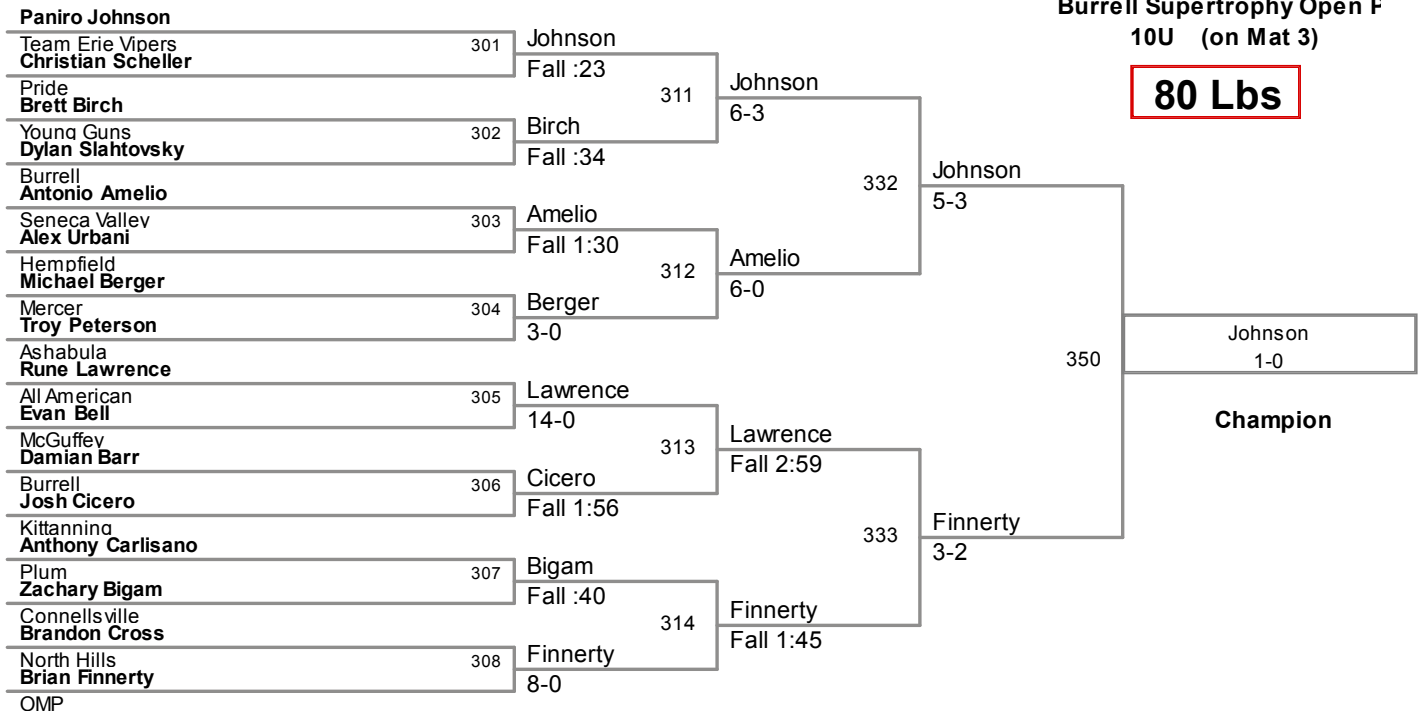 Paniro Johnson
Team Erie Vipers
Christian Scheller
Pride
Brett Birch
Young Guns
Dylan Slahtovsky
Burrell
Antonio Amelio
Seneca Valley
Alex Urbani
Hempfield
Michael Berger
Mercer
Troy Peterson
Ashabula
Rune Lawrence
All American
Evan Bell
McGuffey
Damian Barr
Burrell
Josh Cicero
Kittanning
Anthony Carlisano
Plum
Zachary Bigam
Connellsville
Brandon Cross
North Hills
Brian Finnerty
OMP
301
302
303
304
305
306
307
308
Johnson
Fall :23
Birch
Fall :34
Amelio
Fall 1:30
Berger
3-0
Lawrence
14-0
Cicero
Fall 1:56
Bigam
Fall :40
Finnerty
8-0
311
312
313
314
Johnson
6-3
Amelio
6-0
Lawrence
Fall 2:59
Finnerty
Fall 1:45
332
333
Johnson
5-3
Finnerty
3-2
350
Burrell Supertrophy Open
10U (on Mat 3)
80 Lbs
Johnson
1-0
Champion